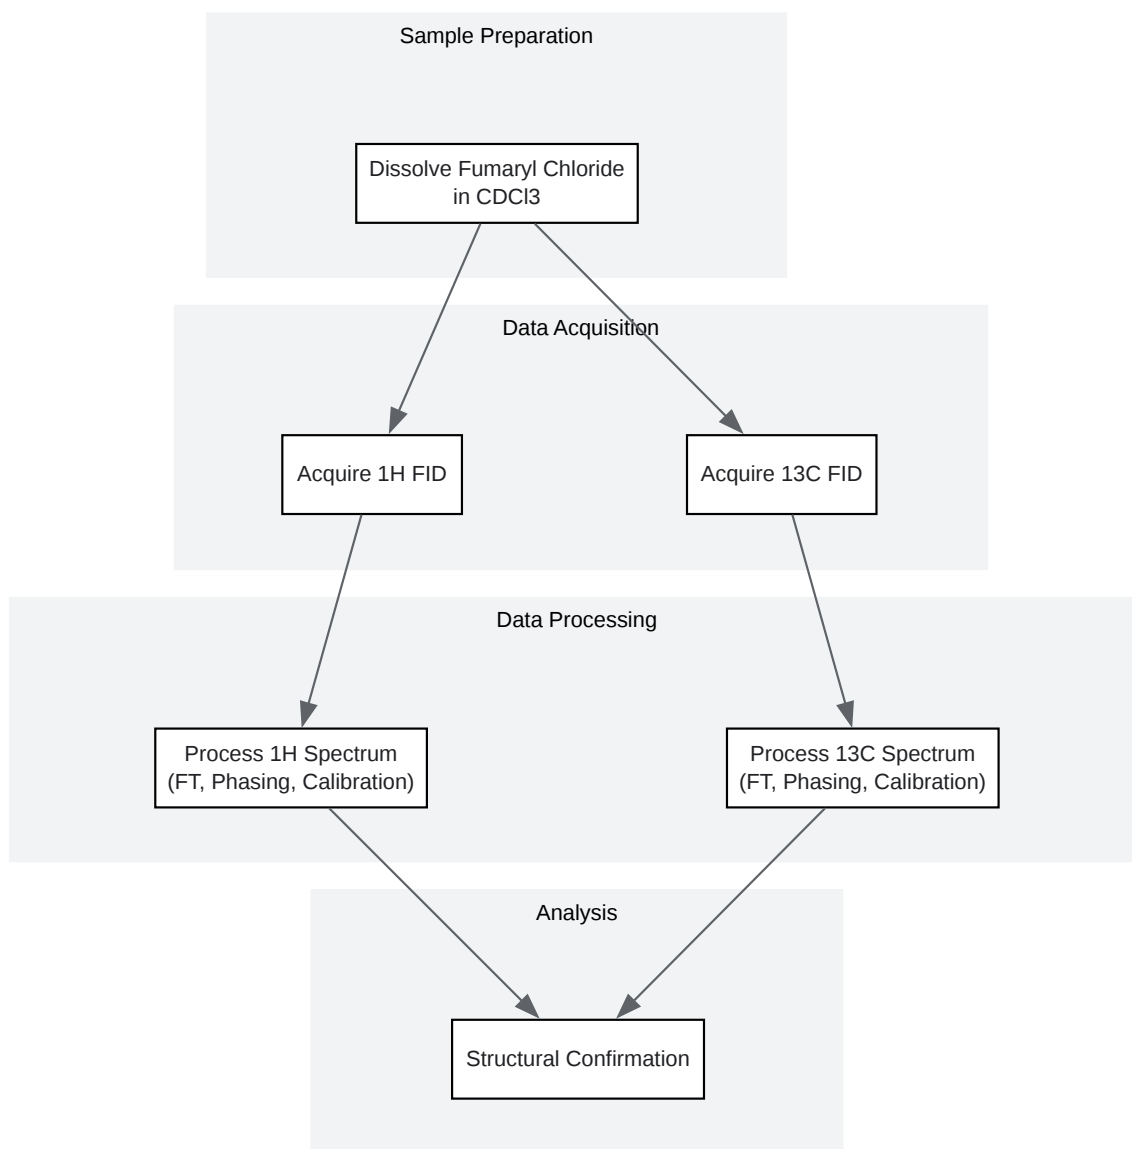 Sample Preparation
Dissolve Fumaryl Chloride
in CDCl3
Data Acquisition
Acquire 1H FID
Acquire 13C FID
Data Processing
Process 1H Spectrum
(FT, Phasing, Calibration)
Process 13C Spectrum
(FT, Phasing, Calibration)
Analysis
Structural Confirmation